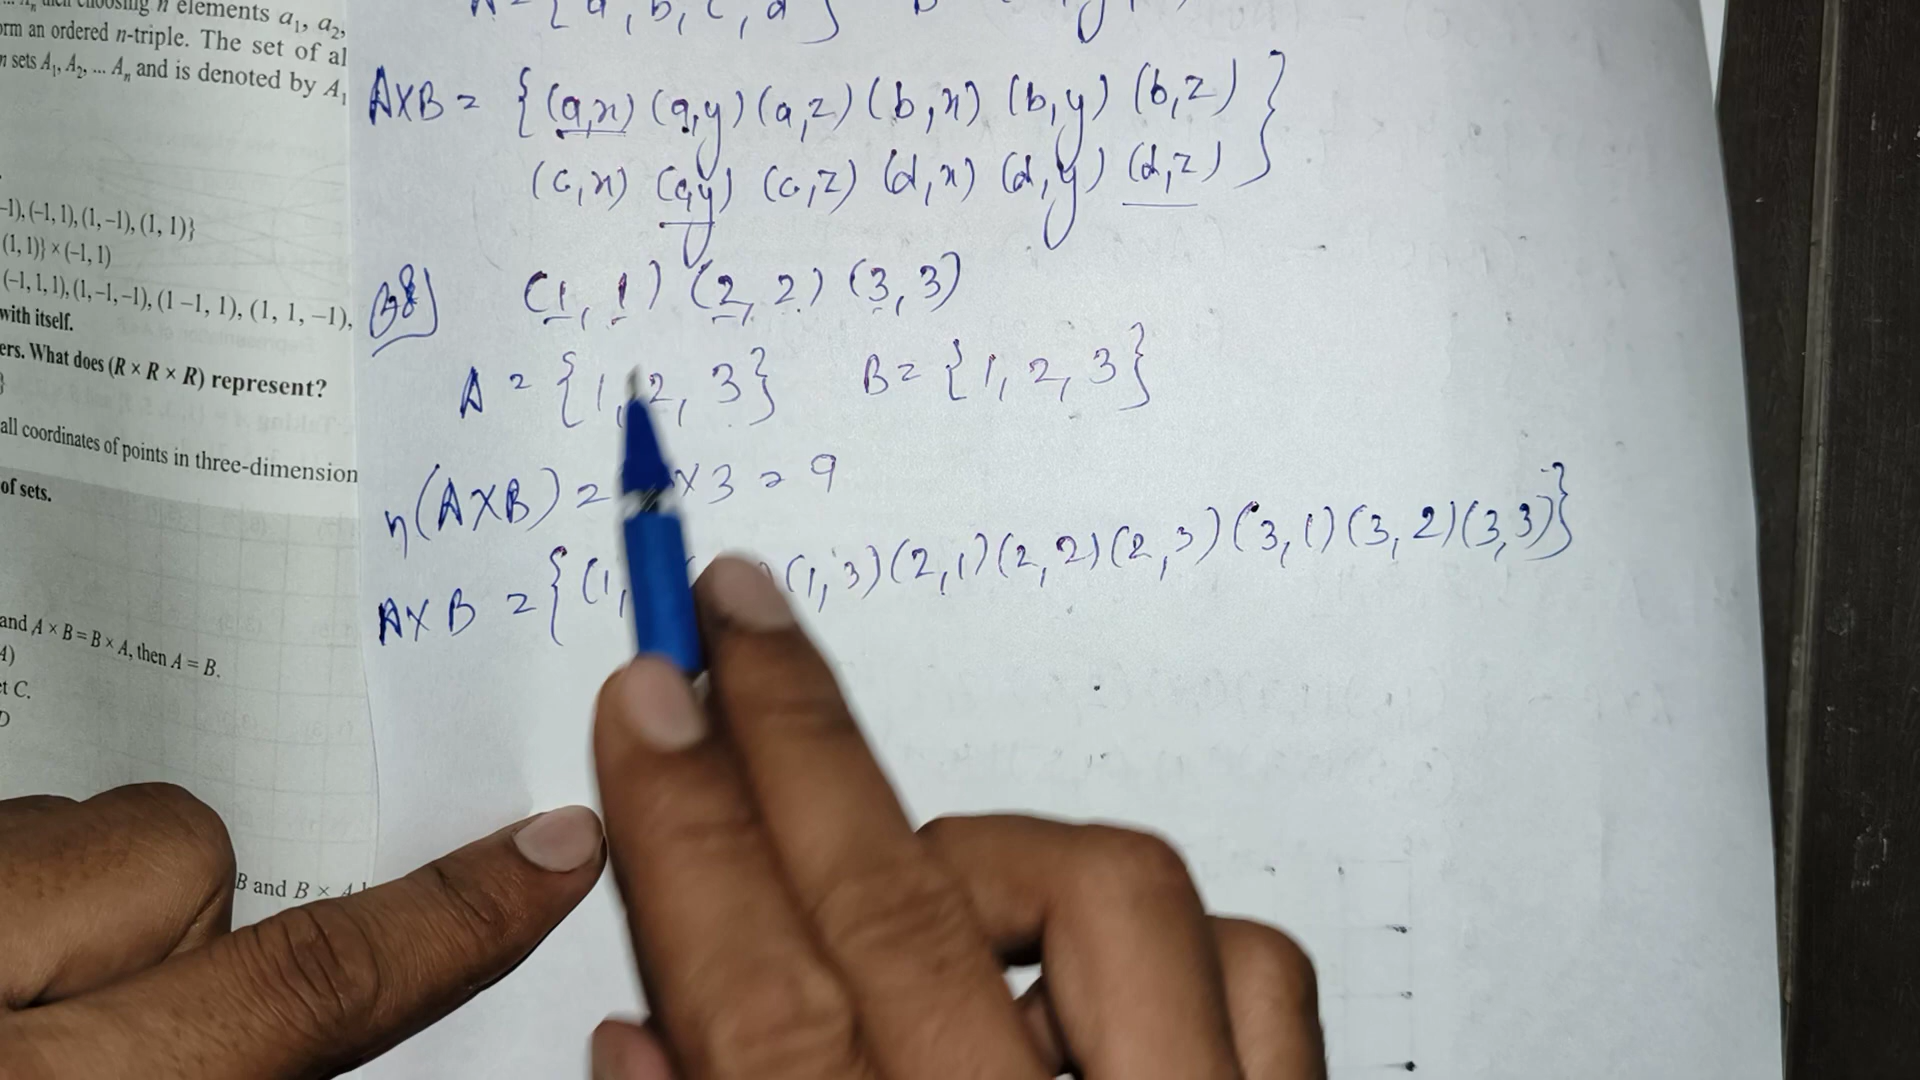 elements a₁, a₂,
an ordered n-triple. The set of al
sets A₁, A₂, ... Aₙ and is denoted by A₁
-1), (-1, 1), (1, -1), (1, 1)}
(1, 1)} × (-1, 1)
(-1, 1, 1), (1, -1, -1), (1 -1, 1), (1, 1, -1),
with itself.
What does (R × R × R) represent?
all coordinates of points in three-dimension
of sets.
and A × B = B × A, then A = B.
C.
B and B ×
A×B = {(a,x) (a,y) (a,z) (b,x) (b,y) (b,z)
(c,x) (c,y) (c,z) (d,x) (d,y) (d,z)}
(1, 1) (2, 2) (3, 3)
A = {1, 2, 3} B = {1, 2, 3}
n(A×B) = ×3 = 9
A×B = {(1, (1,3) (2,1) (2,2) (2,3) (3,1) (3,2) (3,3)}